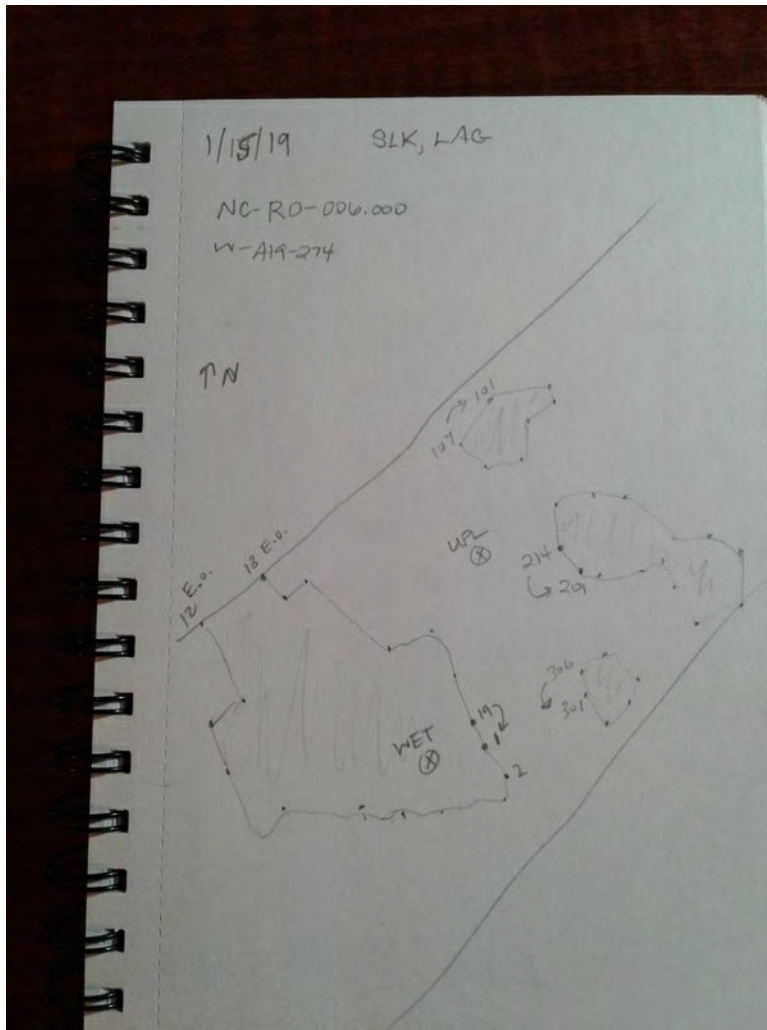 1/15/19 SLK, LAG
NC-RO-006.000
W-A19-274
↑N
107 → 101
13 E.O.
12 E.O.
UPL
214
201
306
301
19
1
WET
2